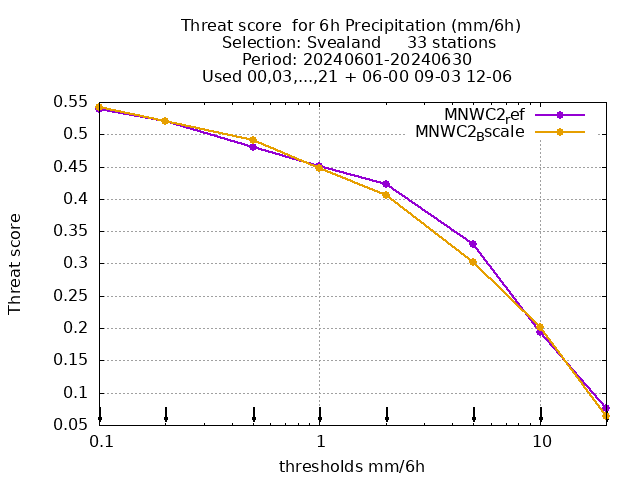 Threat score  for 6h Precipitation (mm/6h)
Selection: Svealand     33 stations
Period: 20240601-20240630
Used 00,03,...,21 + 06-00 09-03 12-06
MNWC2_ref
MNWC2_Bscale
0.55
0.5
0.45
0.4
0.35
0.3
0.25
0.2
0.15
0.1
0.05
Threat score
0.1 1 10
thresholds mm/6h